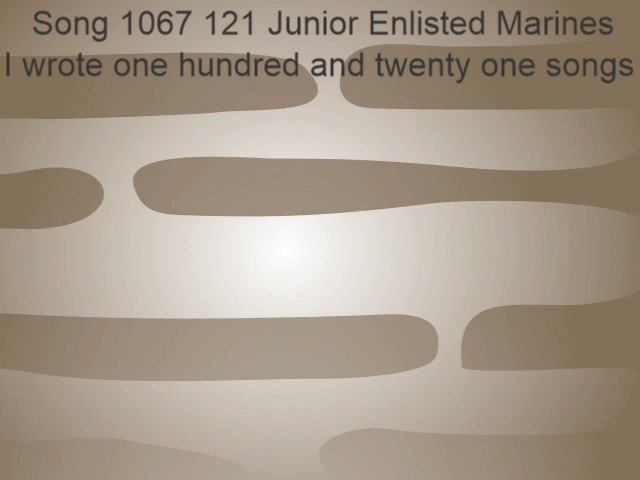 Song 1067 121 Junior Enlisted Marines
I wrote one hundred and twenty one songs